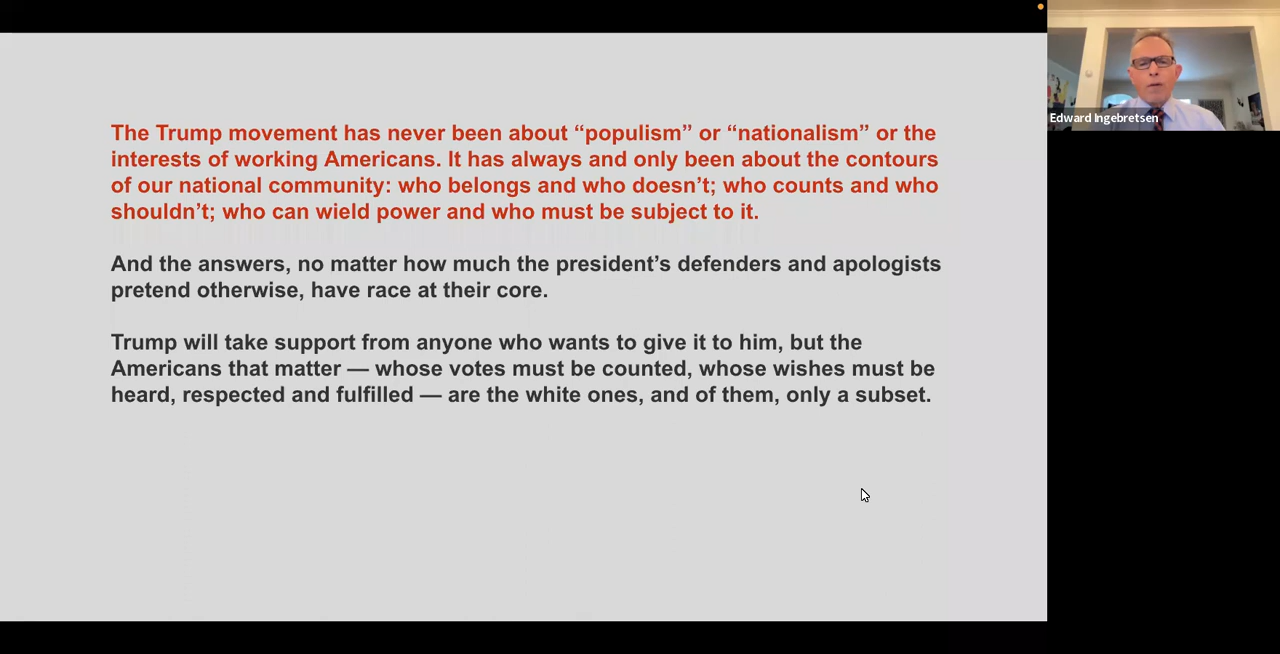 The Trump movement has never been about “populism” or “nationalism” or the
interests of working Americans. It has always and only been about the contours
of our national community: who belongs and who doesn’t; who counts and who
shouldn’t; who can wield power and who must be subject to it.
And the answers, no matter how much the president’s defenders and apologists
pretend otherwise, have race at their core.
Trump will take support from anyone who wants to give it to him, but the
Americans that matter — whose votes must be counted, whose wishes must be
heard, respected and fulfilled — are the white ones, and of them, only a subset.
Edward Ingebretsen